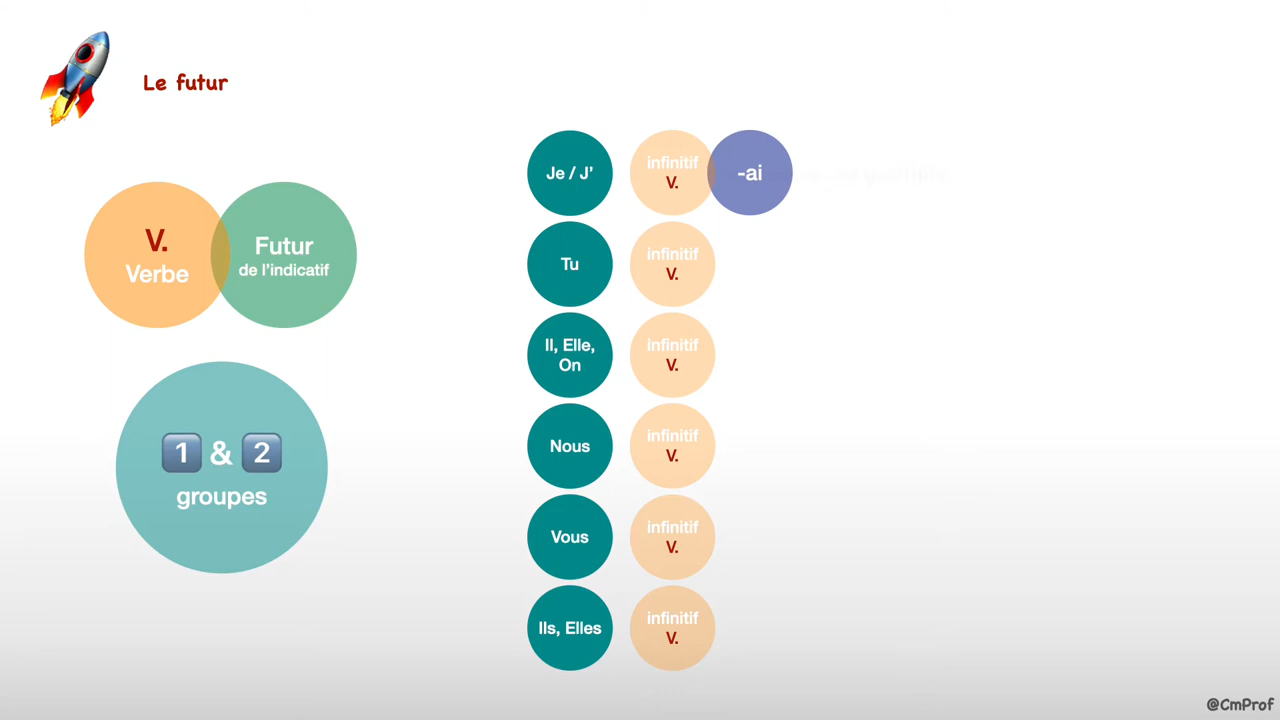 Le futur
V.
Verbe
Futur
de l'indicatif
1 & 2
groupes
Je / J’
infinitif
V.
-ai
Tu
infinitif
V.
Il, Elle,
On
infinitif
V.
Nous
infinitif
V.
Vous
infinitif
V.
Ils, Elles
infinitif
V.
@CmProf